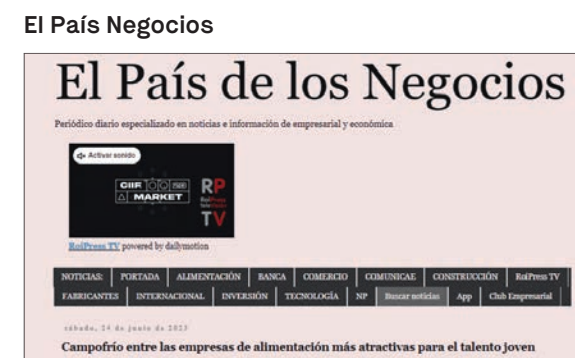 El País Negocios
El País de los Negocios
Periódico diario especializado en noticias e información de empresarial y económica
Activar sonido
CIIF
MARKET
RP
TV
RoiPress TV powered by dailymotion
NOTICIAS: PORTADA ALIMENTACIÓN BANCA COMERCIO COMUNICAE CONSTRUCCIÓN RoiPress TV
FABRICANTES INTERNACIONAL INVERSIÓN TECNOLOGÍA NP Buscar noticias App Club Empresarial
sábado, 24 de junio de 2023
Campofrío entre las empresas de alimentación más atractivas para el talento joven